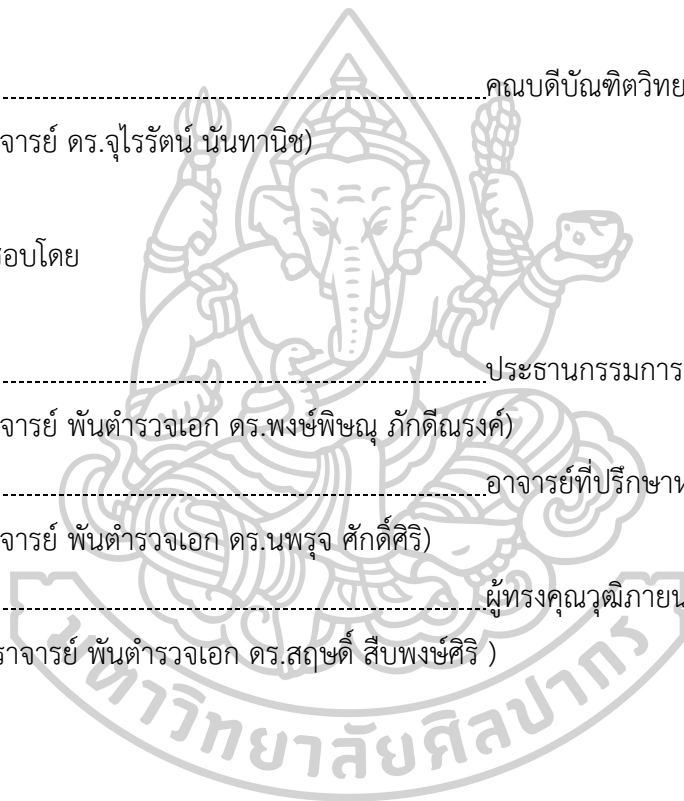 คณบดีบัณฑิตวิทย
จารย์ ดร.จุไรรัตน์ นันทานิช)
อบโดย
ประธานกรรมการ
จารย์ พันตำรวจเอก ดร.พงษ์พิษณุ ภักดีณรงค์)
อาจารย์ที่ปรึกษาห
จารย์ พันตำรวจเอก ดร.นพรุจ ศักดิ์ศิริ)
ผู้ทรงคุณวุฒิภายน
ราจารย์ พันตำรวจเอก ดร.สฤษดิ์ สืบพงษ์ศิริ )
มหาวิทยาลัยศิลปากร